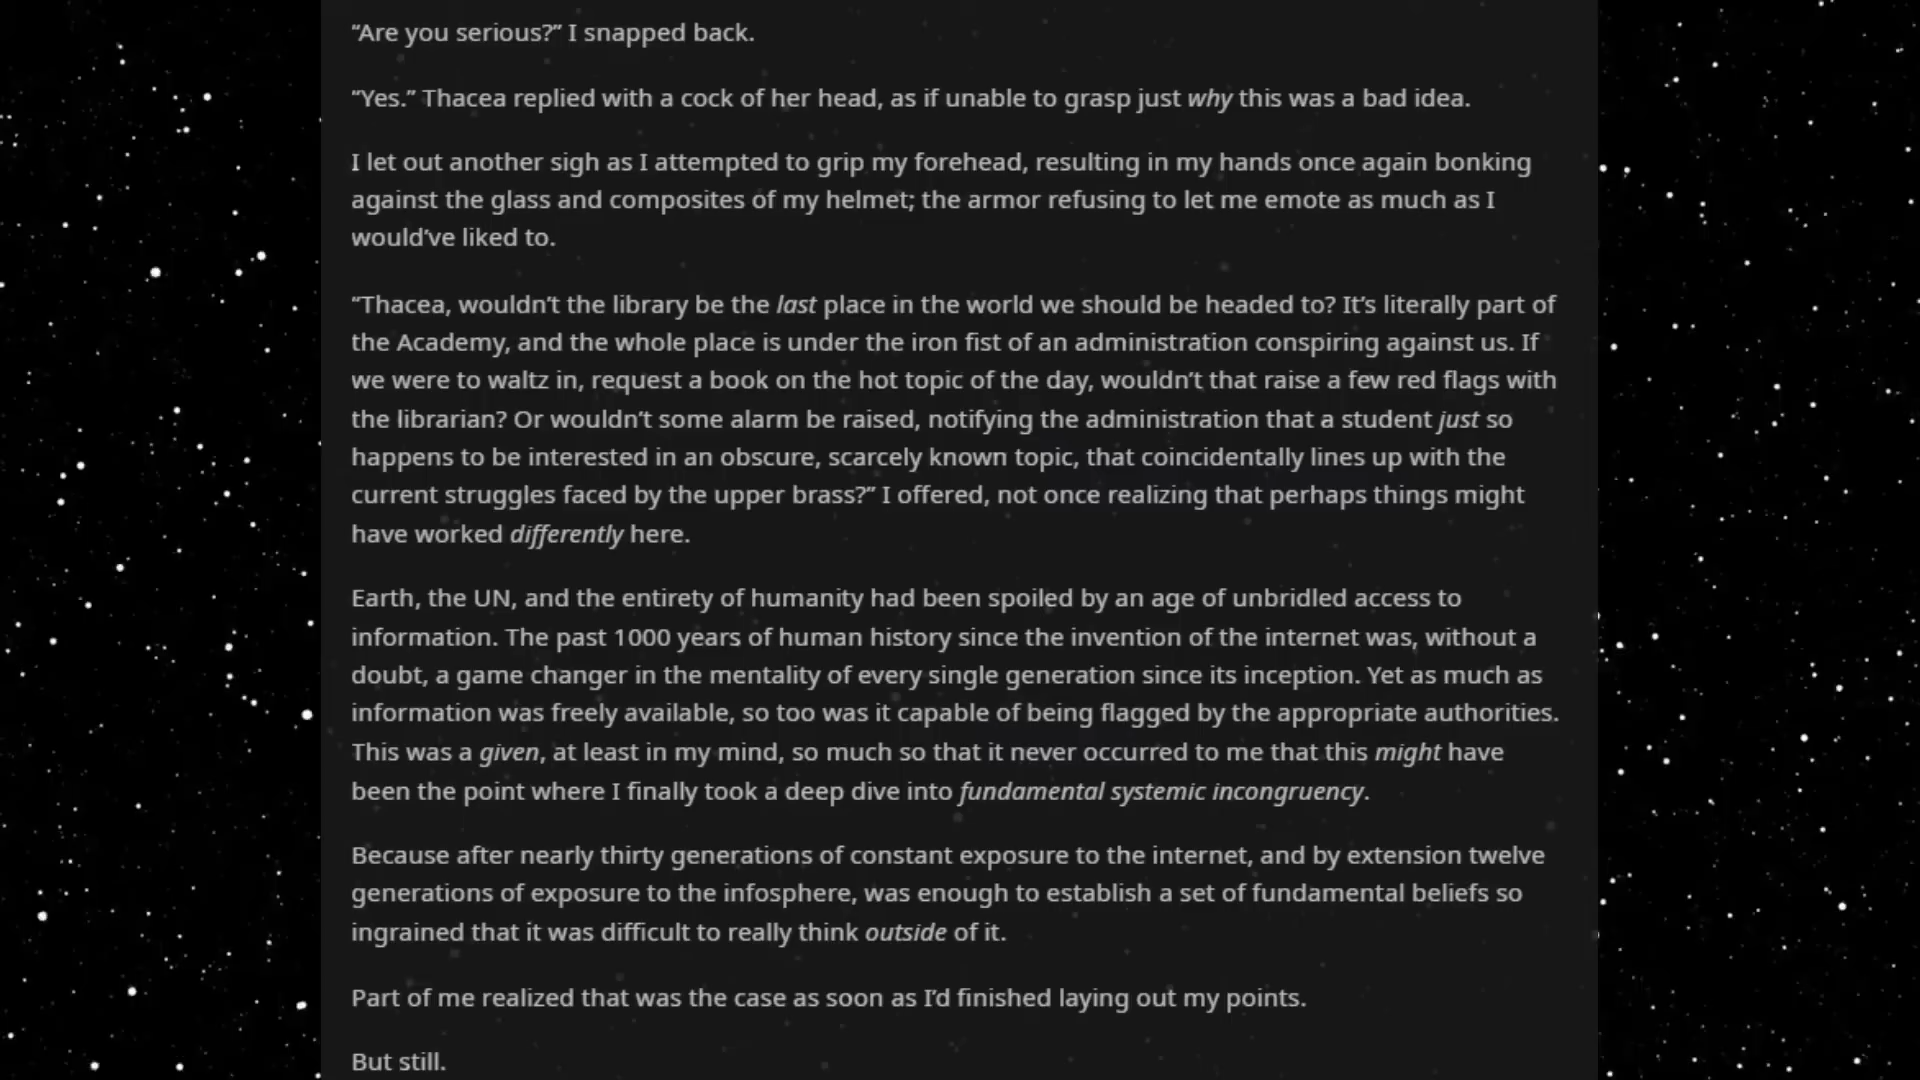 “Are you serious?” I snapped back.
“Yes.” Thacea replied with a cock of her head, as if unable to grasp just why this was a bad idea.
I let out another sigh as I attempted to grip my forehead, resulting in my hands once again bonking
against the glass and composites of my helmet; the armor refusing to let me emote as much as I
would’ve liked to.
“Thacea, wouldn’t the library be the last place in the world we should be headed to? It’s literally part of
the Academy, and the whole place is under the iron fist of an administration conspiring against us. If
we were to waltz in, request a book on the hot topic of the day, wouldn’t that raise a few red flags with
the librarian? Or wouldn’t some alarm be raised, notifying the administration that a student just so
happens to be interested in an obscure, scarcely known topic, that coincidentally lines up with the
current struggles faced by the upper brass?” I offered, not once realizing that perhaps things might
have worked differently here.
Earth, the UN, and the entirety of humanity had been spoiled by an age of unbridled access to
information. The past 1000 years of human history since the invention of the internet was, without a
doubt, a game changer in the mentality of every single generation since its inception. Yet as much as
information was freely available, so too was it capable of being flagged by the appropriate authorities.
This was a given, at least in my mind, so much so that it never occurred to me that this might have
been the point where I finally took a deep dive into fundamental systemic incongruency.
Because after nearly thirty generations of constant exposure to the internet, and by extension twelve
generations of exposure to the infosphere, was enough to establish a set of fundamental beliefs so
ingrained that it was difficult to really think outside of it.
Part of me realized that was the case as soon as I’d finished laying out my points.
But still.